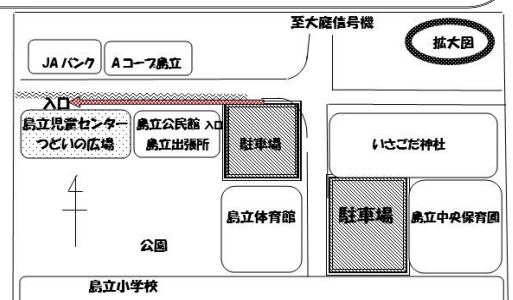 至大庭信号機
拡大図
JAバンク
Aコープ島立
入口
島立児童センター
つどいの広場
島立公民館 入口
島立出張所
駐車場
いさごだ神社
島立体育館
駐車場
島立中央保育園
公園
島立小学校